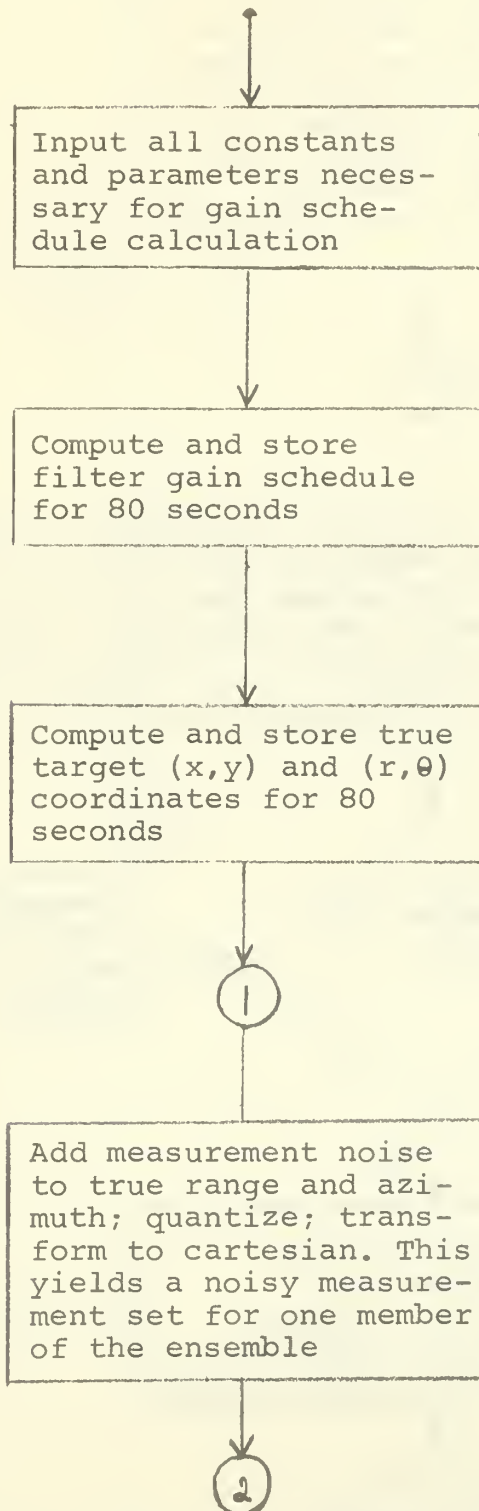 Input all constants
and parameters neces-
sary for gain sche-
dule calculation
Compute and store
filter gain schedule
for 80 seconds
Compute and store true
target (x,y) and (r,θ)
coordinates for 80
seconds
1
Add measurement noise
to true range and azi-
muth; quantize; trans-
form to cartesian. This
yields a noisy measure-
ment set for one member
of the ensemble
2